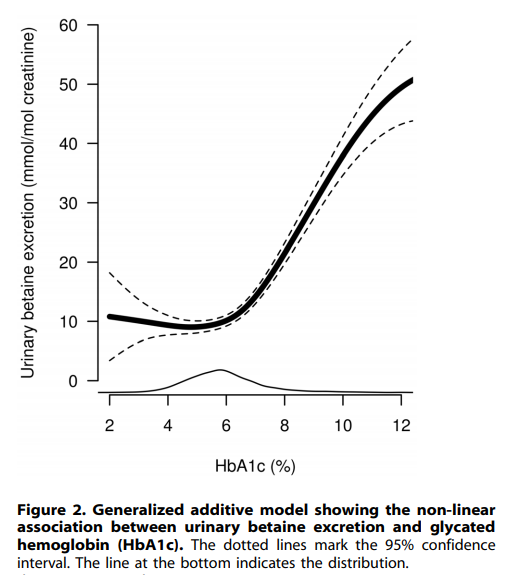 Urinary betaine excretion (mmol/mol creatinine)
60
50
40
30
20
10
0
2 4 6 8 10 12
HbA1c (%)
Figure 2. Generalized additive model showing the non-linear
association between urinary betaine excretion and glycated
hemoglobin (HbA1c). The dotted lines mark the 95% confidence
interval. The line at the bottom indicates the distribution.